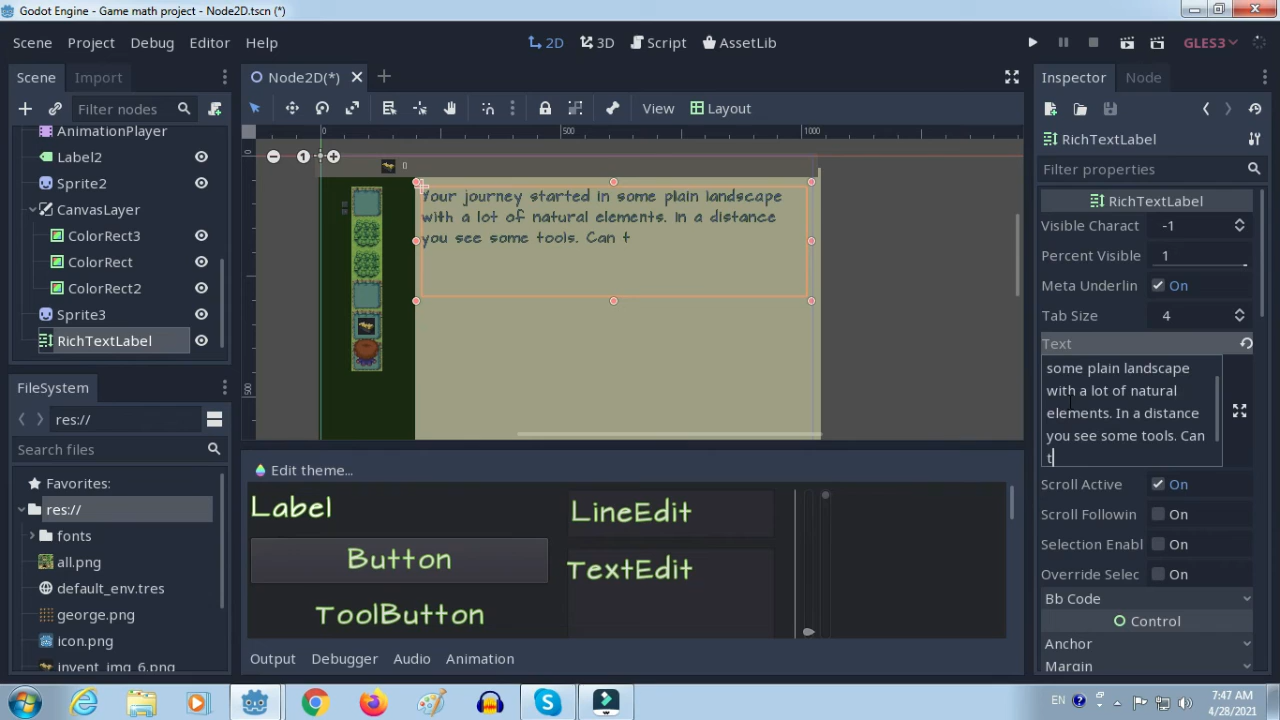 Godot Engine - Game math project - Node2D.tscn (*)
Scene Project Debug Editor Help
2D 3D Script AssetLib
GLES3
Scene Import
Filter nodes
AnimationPlayer
Label2
Sprite2
CanvasLayer
ColorRect3
ColorRect
ColorRect2
Sprite3
RichTextLabel
FileSystem
res://
Search files
Favorites:
res://
fonts
all.png
default_env.tres
george.png
icon.png
invent_img_6.png
Node2D(*)
View Layout
0 500 1000
0
500
1
0
Your journey started in some plain landscape
with a lot of natural elements. In a distance
you see some tools. Can t
Edit theme...
Label
Button
ToolButton
LineEdit
TextEdit
Output Debugger Audio Animation
Inspector Node
RichTextLabel
Filter properties
RichTextLabel
Visible Charact -1
Percent Visible 1
Meta Underlin On
Tab Size 4
Text
some plain landscape
with a lot of natural
elements. In a distance
you see some tools. Can
t
Scroll Active On
Scroll Followin On
Selection Enabl On
Override Selec On
Bb Code
Control
Anchor
Margin
EN
7:47 AM
4/28/2021